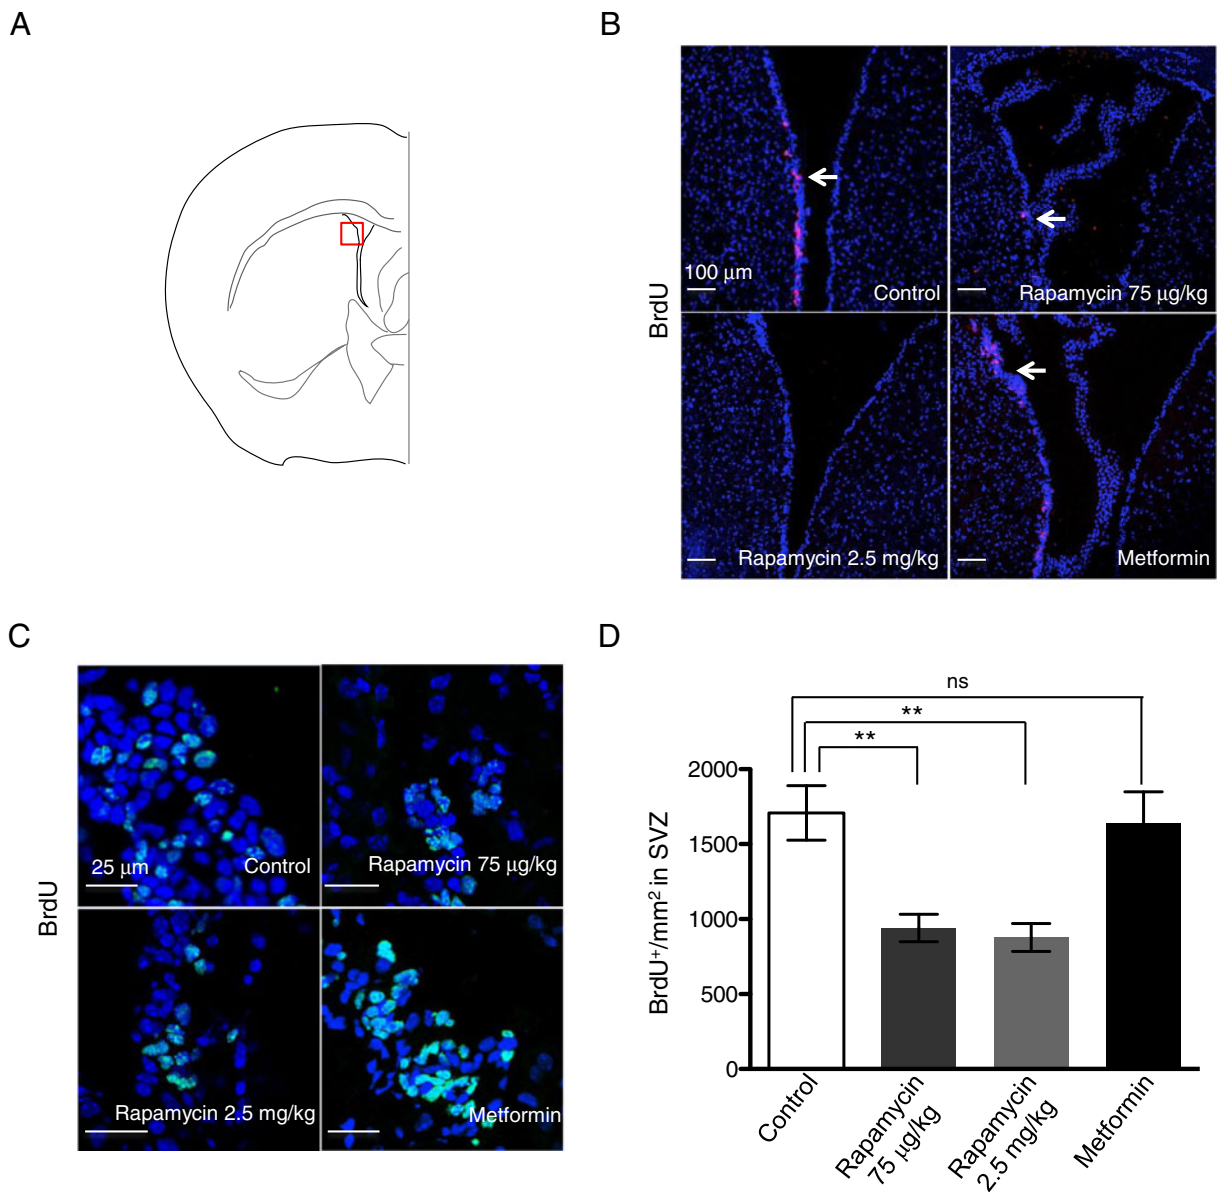 A
B
BrdU
100 μm
Control
Rapamycin 75 μg/kg
Rapamycin 2.5 mg/kg
Metformin
C
BrdU
25 μm
Control
Rapamycin 75 μg/kg
Rapamycin 2.5 mg/kg
Metformin
D
ns
**
**
BrdU⁺/mm² in SVZ
2000
1500
1000
500
0
Control
Rapamycin
75 μg/kg
Rapamycin
2.5 mg/kg
Metformin